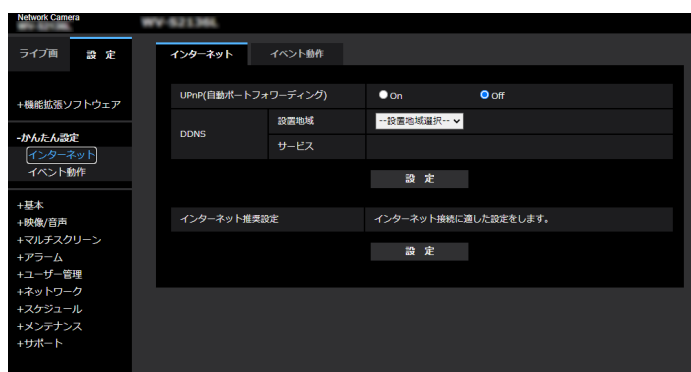 Network Camera
ライブ画
設 定
インターネット
イベント動作
+機能拡張ソフトウェア
-かんたん設定
インターネット
イベント動作
+基本
+映像/音声
+マルチスクリーン
+アラーム
+ユーザー管理
+ネットワーク
+スケジュール
+メンテナンス
+サポート
UPnP(自動ポートフォワーディング)
On
Off
DDNS
設置地域
--設置地域選択--
サービス
設 定
インターネット推奨設定
インターネット接続に適した設定をします。
設 定